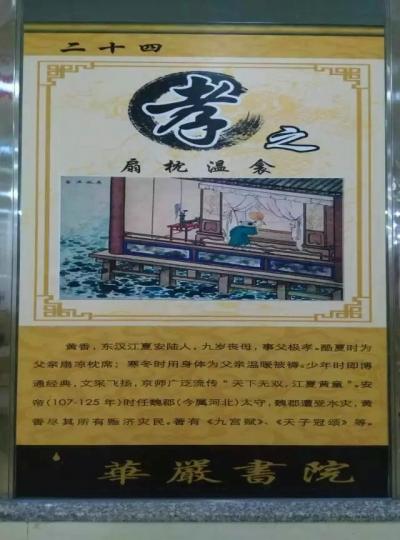 二十四
孝之
扇枕温衾
黄香，东汉江夏安陆人，九岁丧母，事父极孝。酷夏时为
父亲扇凉枕席；寒冬时用身体为父亲温暖被褥。少年时即博
通经典，文采飞扬，京师广泛流传“天下无双，江夏黄童”。安
帝(107-125年)时任魏郡(今属河北)太守，魏郡遭受水灾，黄
香尽其所有赈济灾民。著有《九宫赋》、《天子冠颂》等。
華嚴書院